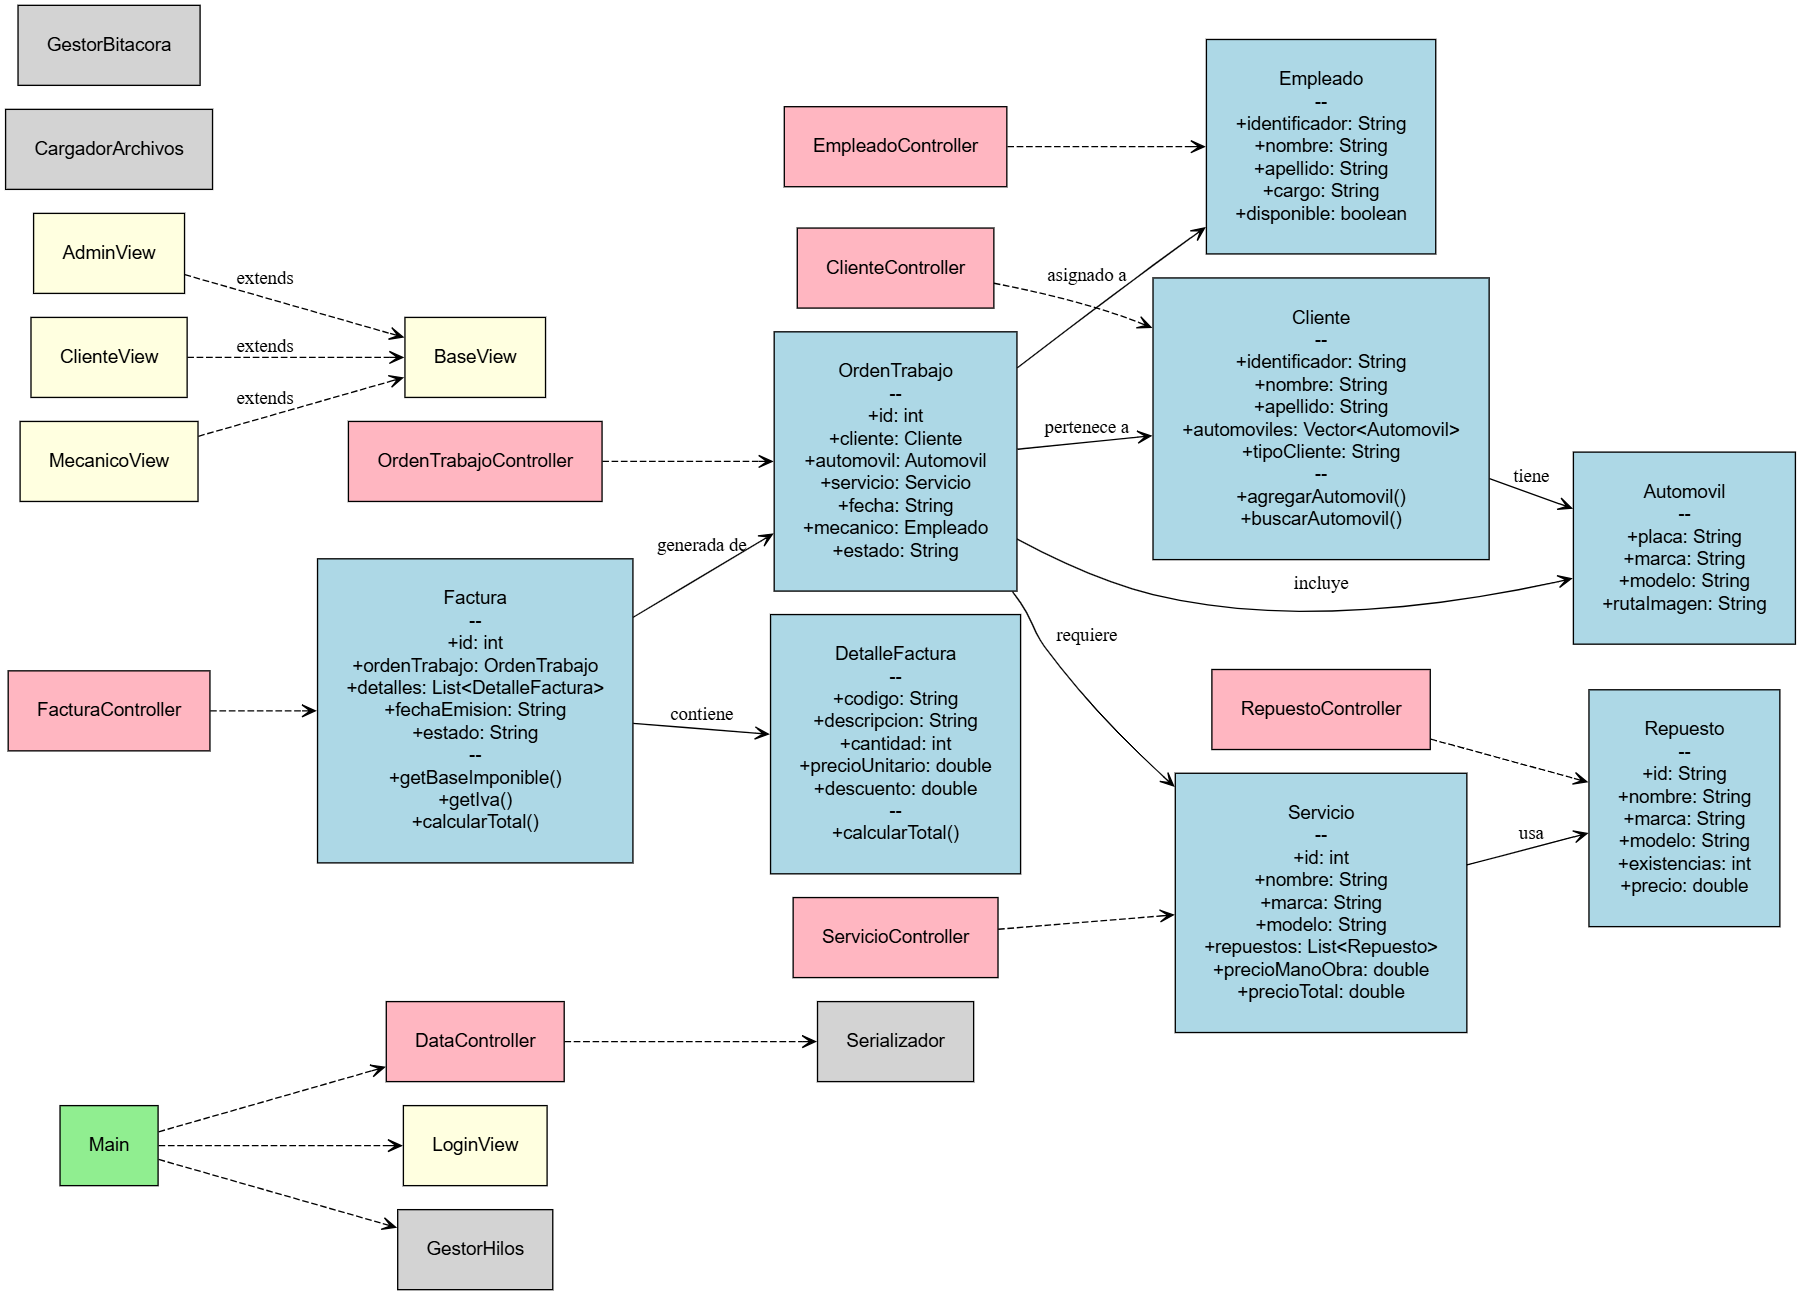 GestorBitacora
CargadorArchivos
AdminView
extends
ClienteView
extends
BaseView
MecanicoView
extends
OrdenTrabajoController
EmpleadoController
ClienteController
Empleado
--
+identificador: String
+nombre: String
+apellido: String
+cargo: String
+disponible: boolean
asignado a
OrdenTrabajo
--
+id: int
+cliente: Cliente
+automovil: Automovil
+servicio: Servicio
+fecha: String
+mecanico: Empleado
+estado: String
pertenece a
Cliente
--
+identificador: String
+nombre: String
+apellido: String
+automoviles: Vector<Automovil>
+tipoCliente: String
--
+agregarAutomovil()
+buscarAutomovil()
tiene
Automovil
--
+placa: String
+marca: String
+modelo: String
+rutaImagen: String
incluye
generada de
FacturaController
Factura
--
+id: int
+ordenTrabajo: OrdenTrabajo
+detalles: List<DetalleFactura>
+fechaEmision: String
+estado: String
--
+getBaseImponible()
+getIva()
+calcularTotal()
contiene
DetalleFactura
--
+codigo: String
+descripcion: String
+cantidad: int
+precioUnitario: double
+descuento: double
--
+calcularTotal()
requiere
RepuestoController
Repuesto
--
+id: String
+nombre: String
+marca: String
+modelo: String
+existencias: int
+precio: double
ServicioController
Servicio
--
+id: int
+nombre: String
+marca: String
+modelo: String
+repuestos: List<Repuesto>
+precioManoObra: double
+precioTotal: double
usa
DataController
Serializador
Main
LoginView
GestorHilos